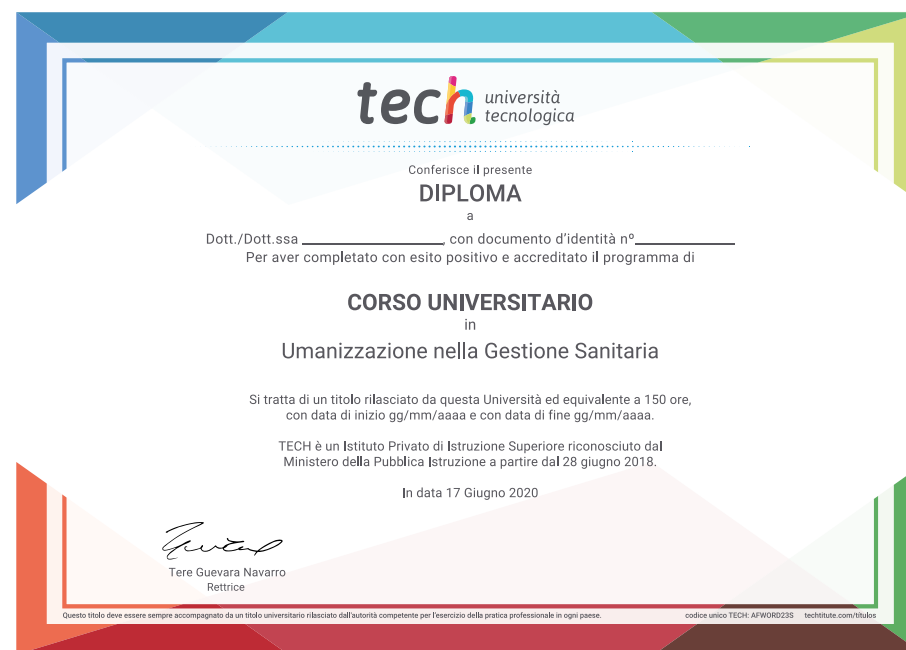 tech università
tecnologica
Conferisce il presente
DIPLOMA
a
Dott./Dott.ssa ____________________, con documento d'identità nº______________
Per aver completato con esito positivo e accreditato il programma di
CORSO UNIVERSITARIO
in
Umanizzazione nella Gestione Sanitaria
Si tratta di un titolo rilasciato da questa Università ed equivalente a 150 ore,
con data di inizio gg/mm/aaaa e con data di fine gg/mm/aaaa.
TECH è un Istituto Privato di Istruzione Superiore riconosciuto dal
Ministero della Pubblica Istruzione a partire dal 28 giugno 2018.
In data 17 Giugno 2020
Tere Guevara Navarro
Rettrice
Questo titolo deve essere sempre accompagnato da un titolo universitario rilasciato dall'autorità competente per l'esercizio della pratica professionale in ogni paese. codice unico TECH: AFWORD23S techtitute.com/titulos